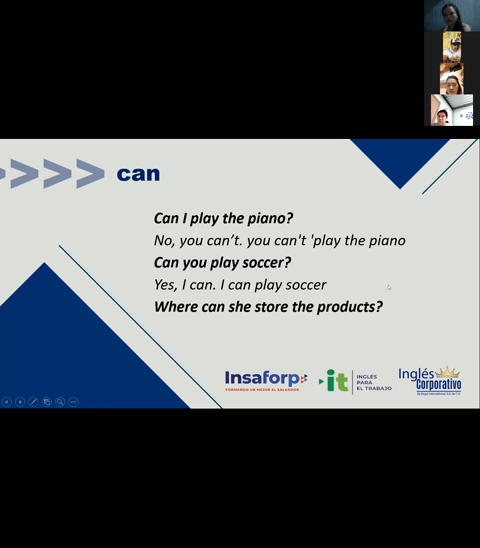 can
Can I play the piano?
No, you can't. you can't 'play the piano
Can you play soccer?
Yes, I can. I can play soccer
Where can she store the products?
Insaforp
FORMANDO UN MEJOR EL SALVADOR
it
INGLÉS
PARA
EL TRABAJO
Inglés
Corporativo